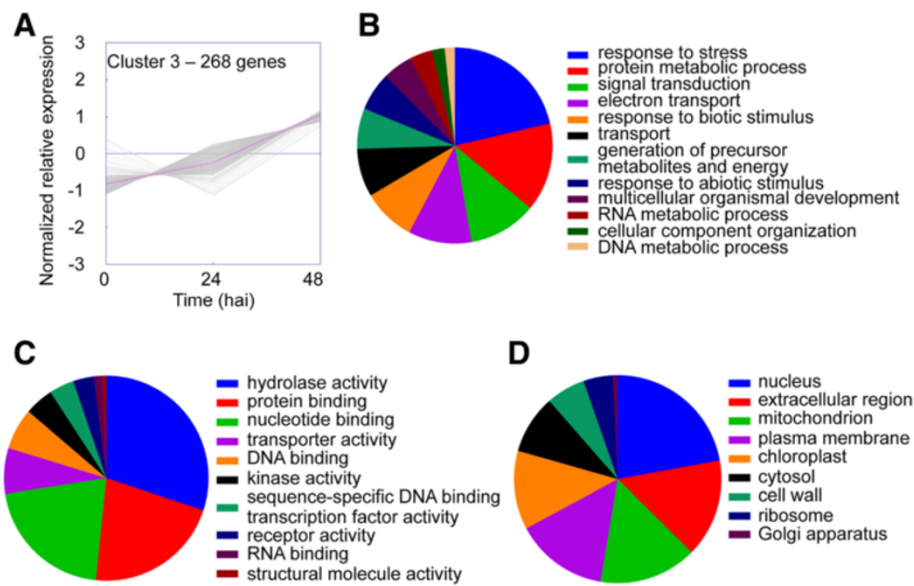 A
Normalized relative expression
3
2
1
0
-1
-2
-3
Cluster 3 – 268 genes
0
24
48
Time (hai)
B
response to stress
protein metabolic process
signal transduction
electron transport
response to biotic stimulus
transport
generation of precursor
metabolites and energy
response to abiotic stimulus
multicellular organismal development
RNA metabolic process
cellular component organization
DNA metabolic process
C
hydrolase activity
protein binding
nucleotide binding
transporter activity
DNA binding
kinase activity
sequence-specific DNA binding
transcription factor activity
receptor activity
RNA binding
structural molecule activity
D
nucleus
extracellular region
mitochondrion
plasma membrane
chloroplast
cytosol
cell wall
ribosome
Golgi apparatus